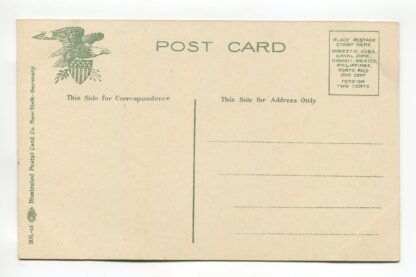 POST CARD
PLACE POSTAGE
STAMP HERE
DOMESTIC, CUBA,
CANAL ZONE,
HAWAII, MEXICO,
PHILIPPINES,
PORTO RICO
ONE CENT
FOREIGN
TWO CENTS
This Side for Correspondence
This Side for Address Only
Illustrated Postal Card Co. New-York-Germany